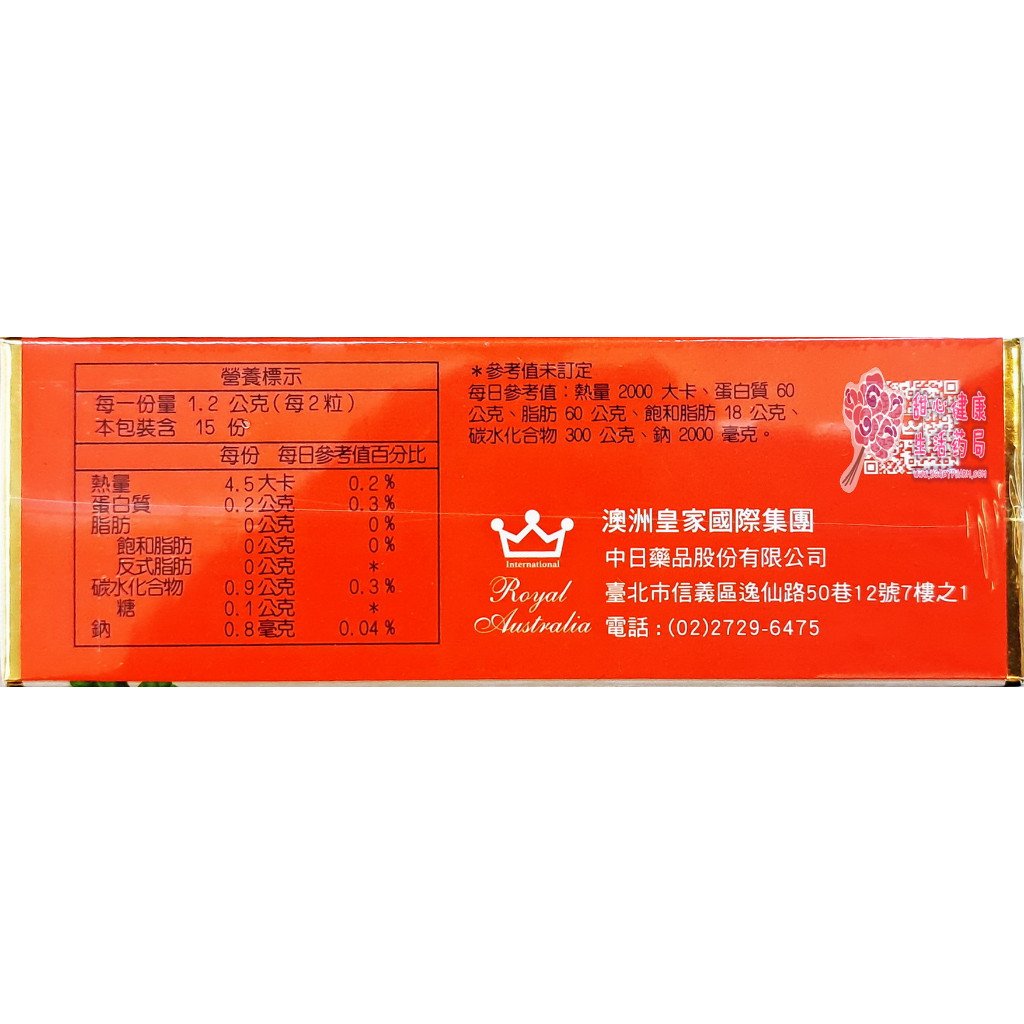 營養標示
每一份量 1.2 公克(每2粒)
本包裝含 15 份
每份 每日參考值百分比
熱量 4.5大卡 0.2%
蛋白質 0.2公克 0.3%
脂肪 0公克 0%
飽和脂肪 0公克 0%
反式脂肪 0公克 *
碳水化合物 0.9公克 0.3%
糖 0.1公克 *
鈉 0.8毫克 0.04%
*參考值未訂定
每日參考值：熱量 2000 大卡、蛋白質 60
公克、脂肪 60 公克、飽和脂肪 18 公克、
碳水化合物 300 公克、鈉 2000 毫克。
健康
生活药局
International
Royal
Australia
澳洲皇家國際集團
中日藥品股份有限公司
臺北市信義區逸仙路50巷12號7樓之1
電話:(02)2729-6475